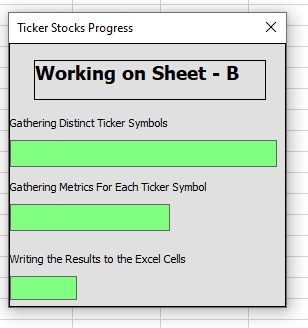 Ticker Stocks Progress
Working on Sheet - B
Gathering Distinct Ticker Symbols
Gathering Metrics For Each Ticker Symbol
Writing the Results to the Excel Cells